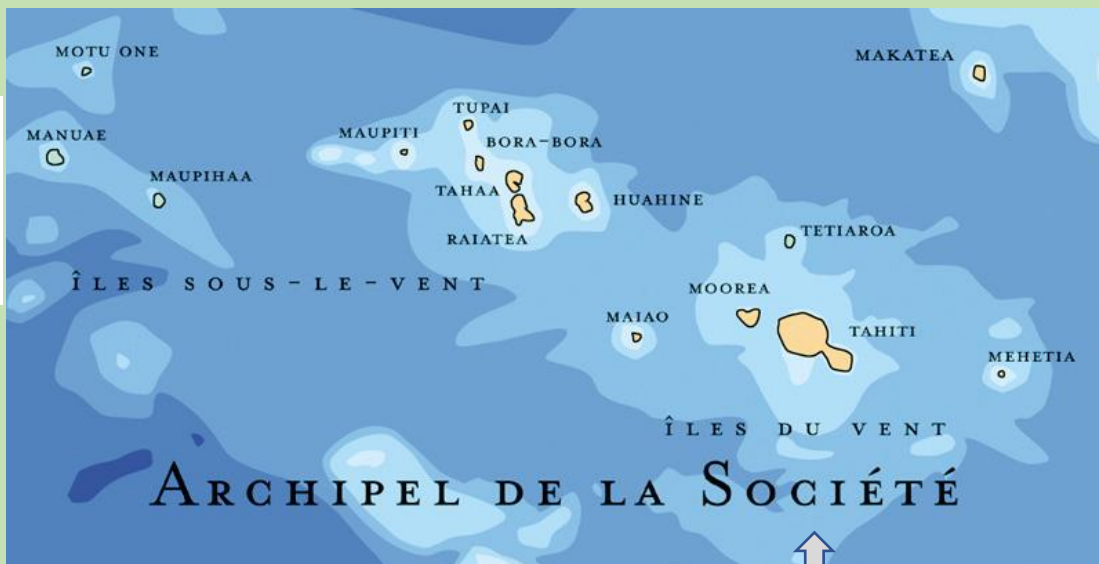 MOTU ONE
MAKATEA
TUPAI
MANUAE
MAUPITI
BORA-BORA
MAUPIHAA
TAHAA
HUAHINE
RAIATEA
TETIAROA
ÎLES SOUS-LE-VENT
MOOREA
MAIAO
TAHITI
MEHETIA
ÎLES DU VENT
ARCHIPEL DE LA SOCIÉTÉ